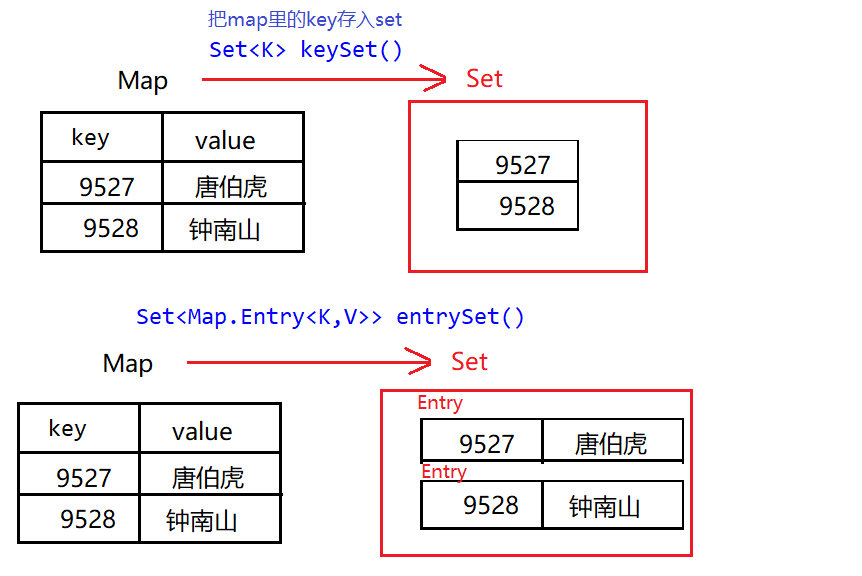 把map里的key存入set
Set<K> keySet()
Map
Set
key value
9527 唐伯虎
9528 钟南山
9527
9528
Set<Map.Entry<K,V>> entrySet()
Map
Set
key value
9527 唐伯虎
9528 钟南山
Entry
9527 唐伯虎
Entry
9528 钟南山